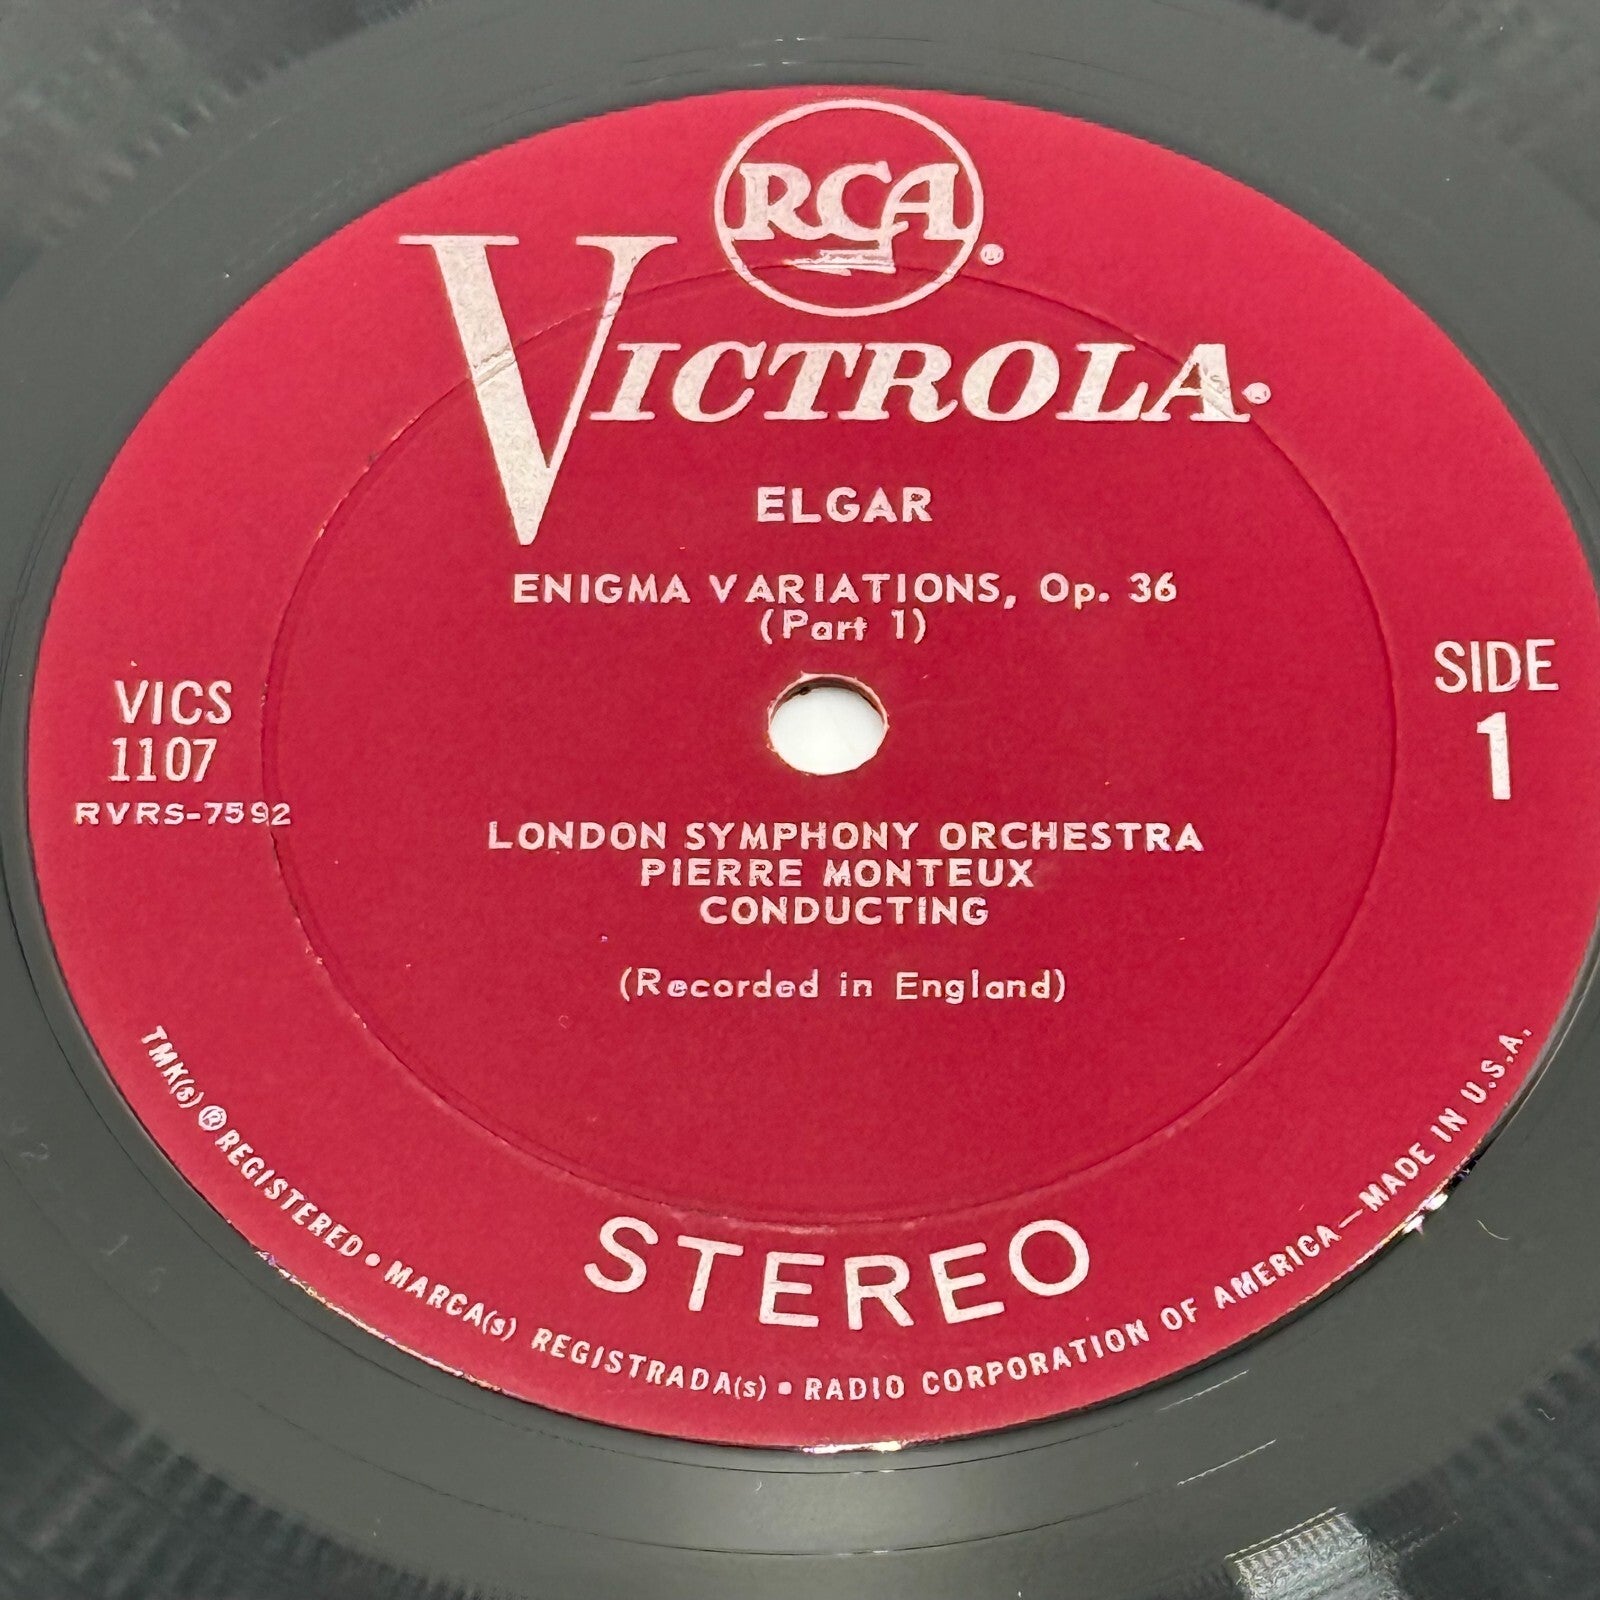 RCA®
VICTROLA®
ELGAR
ENIGMA VARIATIONS, Op. 36
(Part 1)
VICS
1107
RVRS-7592
SIDE
1
LONDON SYMPHONY ORCHESTRA
PIERRE MONTEUX
CONDUCTING
(Recorded in England)
STEREO
TMK(s) ® REGISTERED • MARCA(s) REGISTRADA(s) • RADIO CORPORATION OF AMERICA—MADE IN U.S.A.